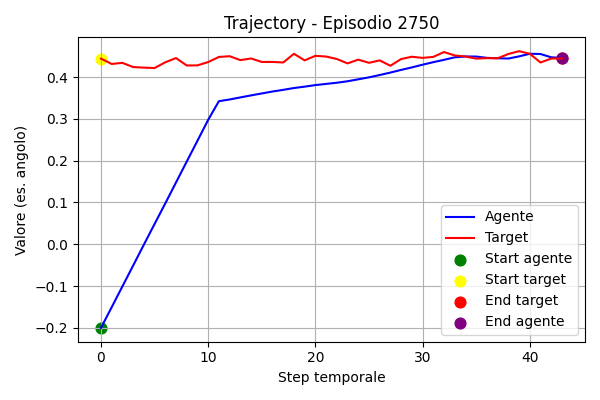 Trajectory - Episodio 2750
Valore (es. angolo)
0.4
0.3
0.2
0.1
0.0
−0.1
−0.2
0
10
20
30
40
Step temporale
Agente
Target
Start agente
Start target
End target
End agente